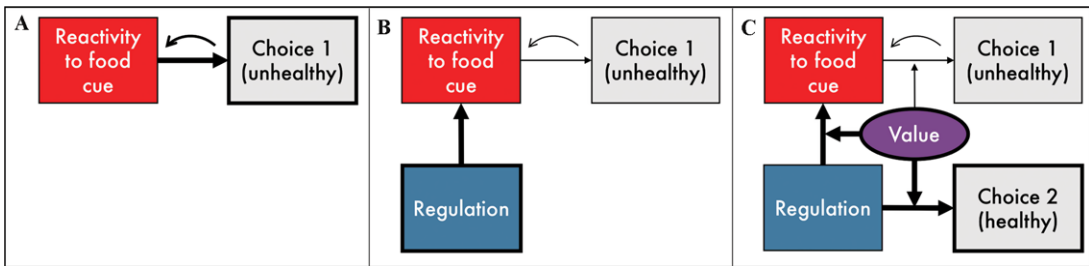 A
Reactivity
to food
cue
Choice 1
(unhealthy)
B
Reactivity
to food
cue
Choice 1
(unhealthy)
Regulation
C
Reactivity
to food
cue
Choice 1
(unhealthy)
Value
Regulation
Choice 2
(healthy)